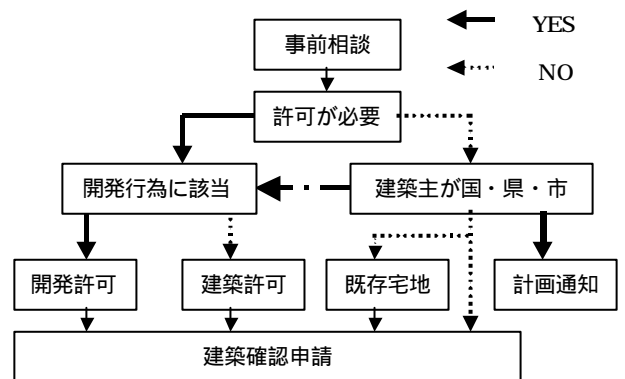 YES
事前相談
NO
許可が必要
開発行為に該当
建築主が国・県・市
開発許可
建築許可
既存宅地
計画通知
建築確認申請